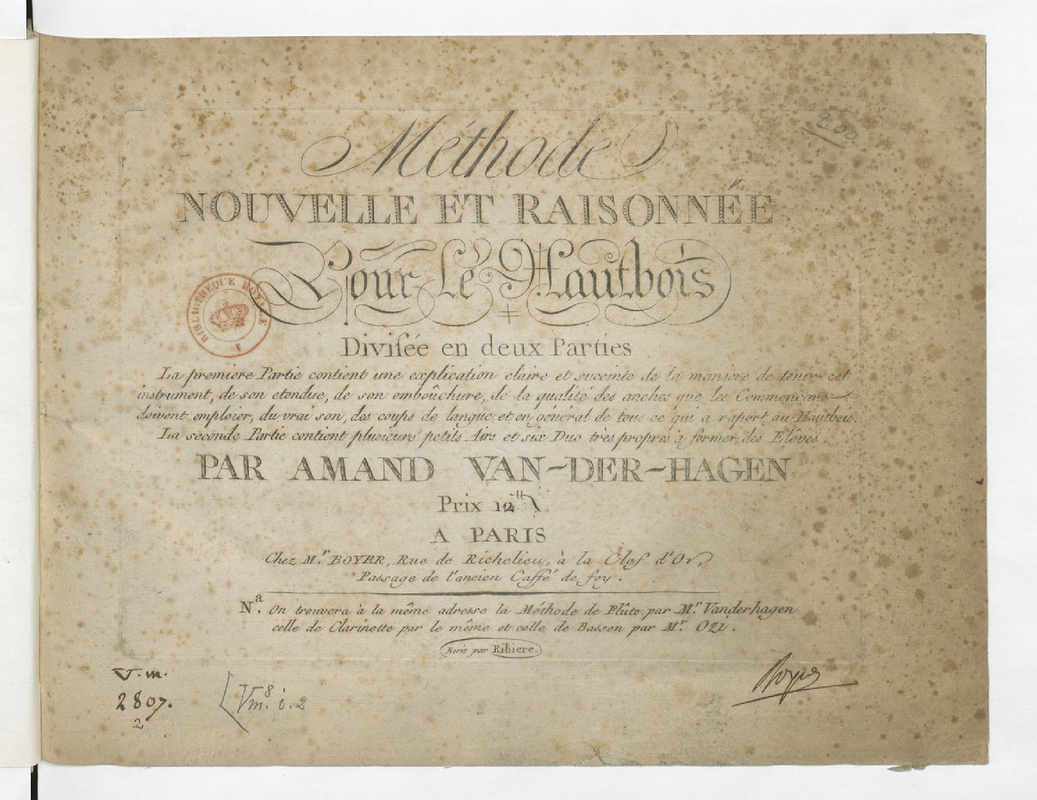 9.00
Méthode
NOUVELLE ET RAISONNÉE
Pour Le Hautbois
BIBLIOTHÈQUE ROYALE
Divisée en deux Parties
La premiere Partie contient une explication claire et succinte de la maniere de tenir cet
instrument, de son etendue, de son embouchure, de la qualité des anches que les Commençans
doivent emploier, du vrai son, des coups de langue, et en général de tous ce qui a raport au Hautbois.
La seconde Partie contient plusieurs petits Airs et six Duo très propres a former des Elèves.
PAR AMAND VAN-DER-HAGEN
Prix 12tt
A PARIS
Chez Mr. BOYER, Rue de Richelieu, à la Clef d'Or
Passage de l'ancien Caffé de foy.
Na. On trouvera à la même adresse la Méthode de Flûte par Mr. Vanderhagen
celle de Clarinette par le même et celle de Basson par Mr. OZI.
Ecrit par Ribiere.
Boyer
V.m.
2807.
2
[Vm.8 i.2